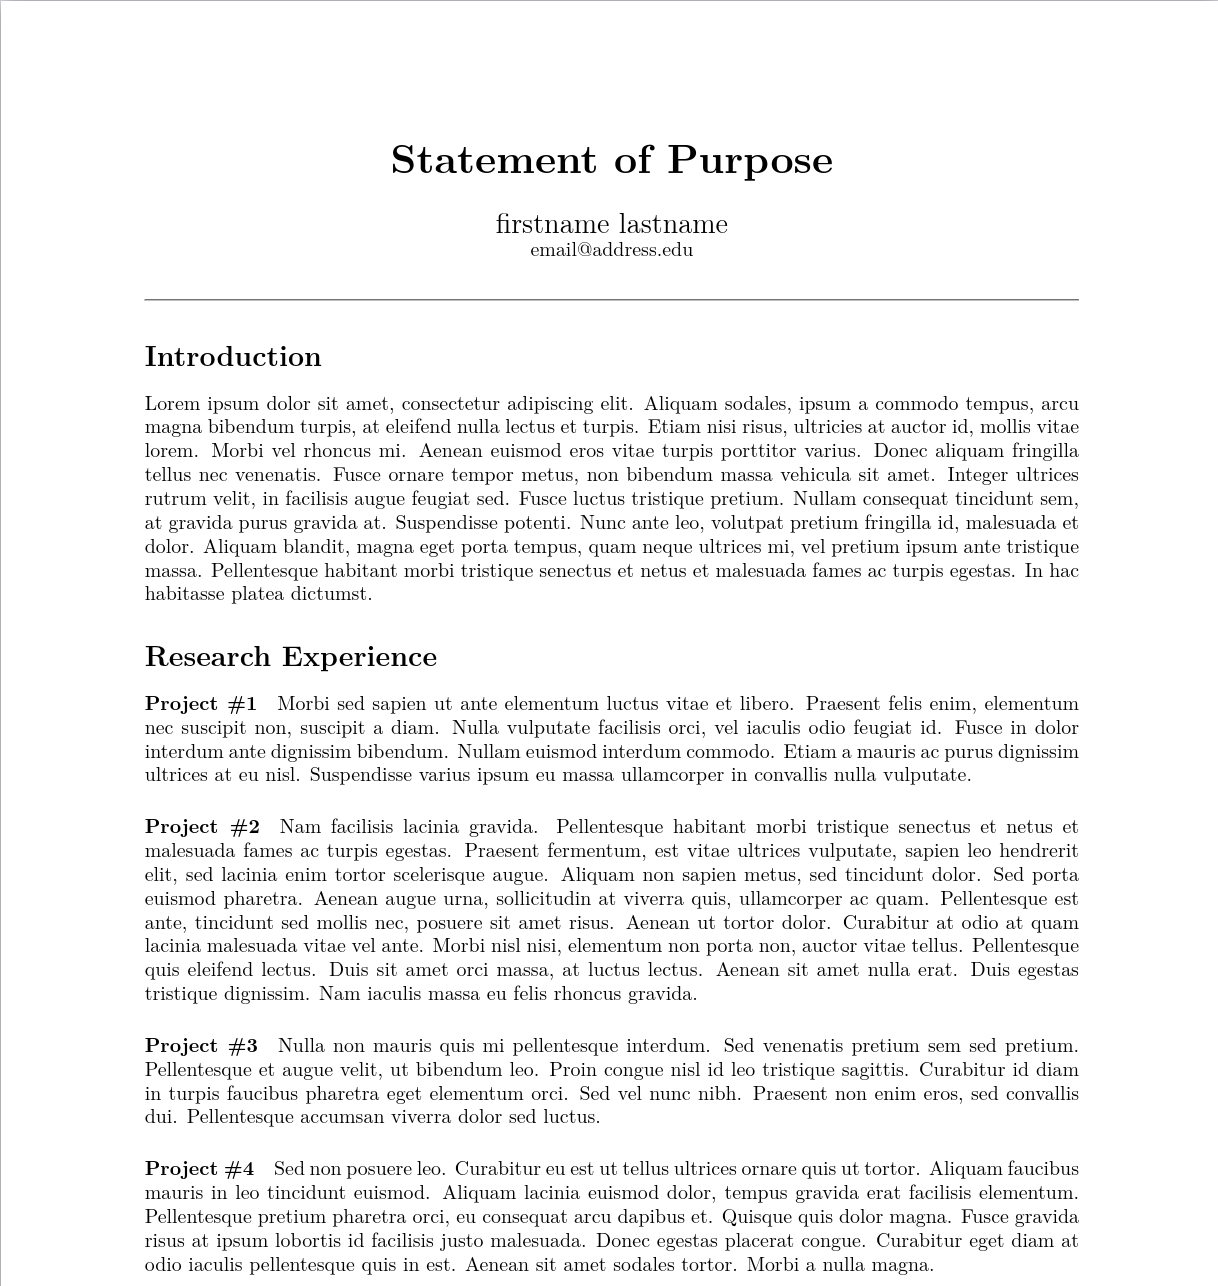 Statement of Purpose
firstname lastname
email@address.edu
Introduction
Lorem ipsum dolor sit amet, consectetur adipiscing elit. Aliquam sodales, ipsum a commodo tempus, arcu
magna bibendum turpis, at eleifend nulla lectus et turpis. Etiam nisi risus, ultricies at auctor id, mollis vitae
lorem. Morbi vel rhoncus mi. Aenean euismod eros vitae turpis porttitor varius. Donec aliquam fringilla
tellus nec venenatis. Fusce ornare tempor metus, non bibendum massa vehicula sit amet. Integer ultrices
rutrum velit, in facilisis augue feugiat sed. Fusce luctus tristique pretium. Nullam consequat tincidunt sem,
at gravida purus gravida at. Suspendisse potenti. Nunc ante leo, volutpat pretium fringilla id, malesuada et
dolor. Aliquam blandit, magna eget porta tempus, quam neque ultrices mi, vel pretium ipsum ante tristique
massa. Pellentesque habitant morbi tristique senectus et netus et malesuada fames ac turpis egestas. In hac
habitasse platea dictumst.
Research Experience
Project #1 Morbi sed sapien ut ante elementum luctus vitae et libero. Praesent felis enim, elementum
nec suscipit non, suscipit a diam. Nulla vulputate facilisis orci, vel iaculis odio feugiat id. Fusce in dolor
interdum ante dignissim bibendum. Nullam euismod interdum commodo. Etiam a mauris ac purus dignissim
ultrices at eu nisl. Suspendisse varius ipsum eu massa ullamcorper in convallis nulla vulputate.
Project #2 Nam facilisis lacinia gravida. Pellentesque habitant morbi tristique senectus et netus et
malesuada fames ac turpis egestas. Praesent fermentum, est vitae ultrices vulputate, sapien leo hendrerit
elit, sed lacinia enim tortor scelerisque augue. Aliquam non sapien metus, sed tincidunt dolor. Sed porta
euismod pharetra. Aenean augue urna, sollicitudin at viverra quis, ullamcorper ac quam. Pellentesque est
ante, tincidunt sed mollis nec, posuere sit amet risus. Aenean ut tortor dolor. Curabitur at odio at quam
lacinia malesuada vitae vel ante. Morbi nisl nisi, elementum non porta non, auctor vitae tellus. Pellentesque
quis eleifend lectus. Duis sit amet orci massa, at luctus lectus. Aenean sit amet nulla erat. Duis egestas
tristique dignissim. Nam iaculis massa eu felis rhoncus gravida.
Project #3 Nulla non mauris quis mi pellentesque interdum. Sed venenatis pretium sem sed pretium.
Pellentesque et augue velit, ut bibendum leo. Proin congue nisl id leo tristique sagittis. Curabitur id diam
in turpis faucibus pharetra eget elementum orci. Sed vel nunc nibh. Praesent non enim eros, sed convallis
dui. Pellentesque accumsan viverra dolor sed luctus.
Project #4 Sed non posuere leo. Curabitur eu est ut tellus ultrices ornare quis ut tortor. Aliquam faucibus
mauris in leo tincidunt euismod. Aliquam lacinia euismod dolor, tempus gravida erat facilisis elementum.
Pellentesque pretium pharetra orci, eu consequat arcu dapibus et. Quisque quis dolor magna. Fusce gravida
risus at ipsum lobortis id facilisis justo malesuada. Donec egestas placerat congue. Curabitur eget diam at
odio iaculis pellentesque quis in est. Aenean sit amet sodales tortor. Morbi a nulla magna.